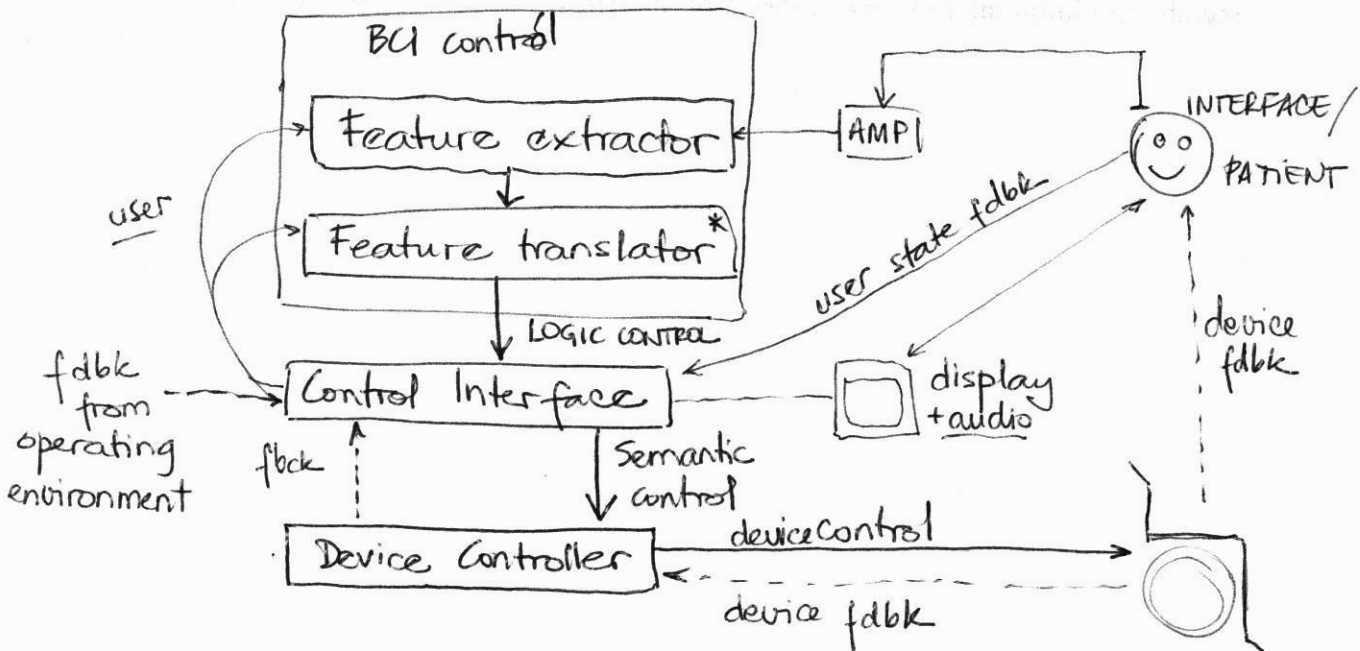 BCI control
Feature extractor
AMP
INTERFACE/
PATIENT
user
Feature translator*
user state fdbk
LOGIC CONTROL
device
fdbk
fdbk
from
operating
environment
Control Interface
display
+audio
fbck
Semantic
control
Device Controller
deviceControl
device fdbk